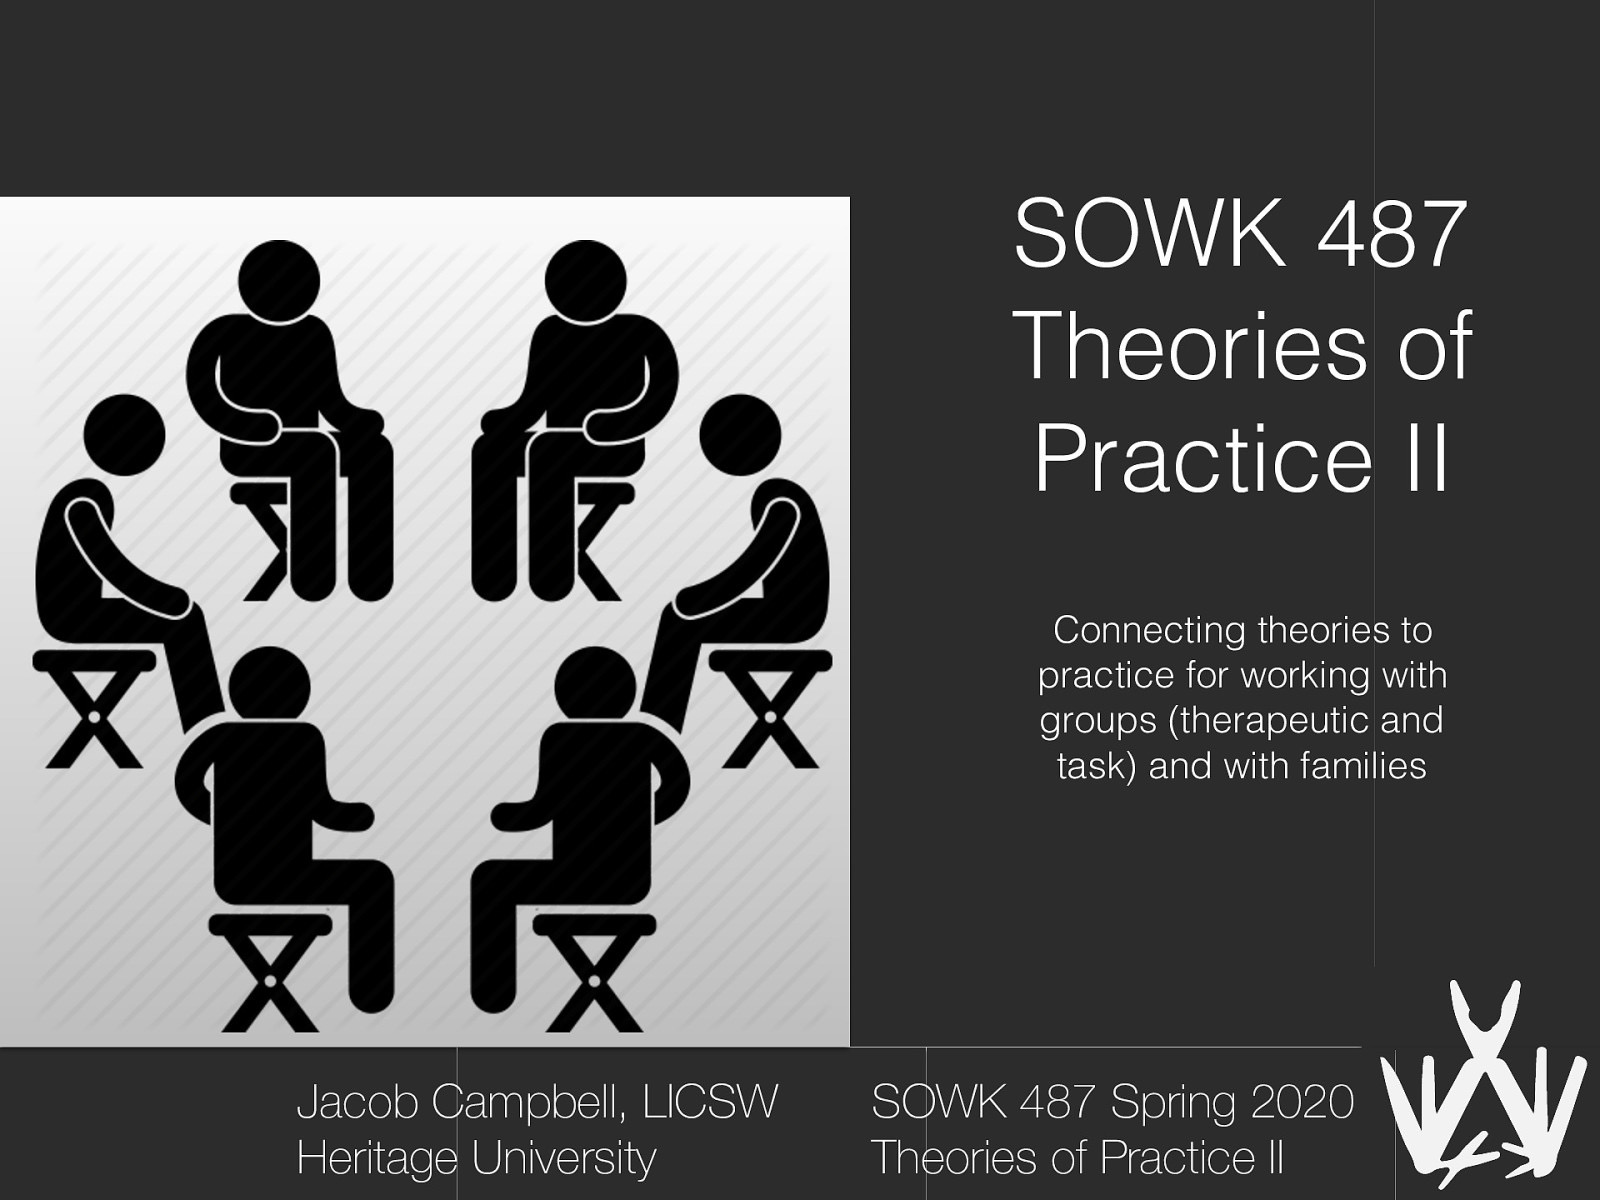 SOWK 487
Theories of
Practice II
Connecting theories to
practice for working with
groups (therapeutic and
task) and with families
Jacob Campbell, LICSW
Heritage University
SOWK 487 Spring 2020
Theories of Practice II